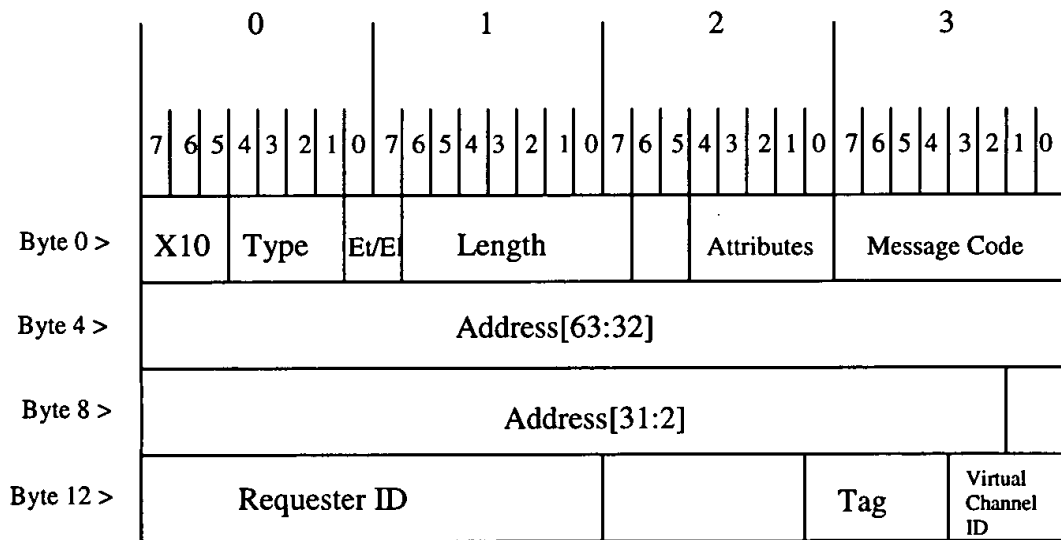 0 1 2 3
7 6 5 4 3 2 1 0 7 6 5 4 3 2 1 0 7 6 5 4 3 2 1 0 7 6 5 4 3 2 1 0
Byte 0 > X10 Type Et/El Length Attributes Message Code
Byte 4 > Address[63:32]
Byte 8 > Address[31:2]
Byte 12 > Requester ID Tag Virtual
Channel
ID